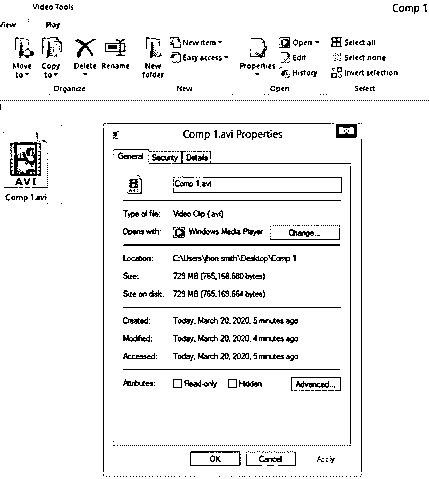 Video Tools
Comp 1
View Play
Move to Copy to Delete Rename New folder New item Easy access Properties Open Edit History Select all Select none Invert selection
Organize New Open Select
AVI
Comp 1.avi
Comp 1.avi Properties
General Security Details
Comp 1.avi
Type of file: Video Clip (.avi)
Opens with: Windows Media Player Change...
Location: C:\Users\jhon smith\Desktop\Comp 1
Size: 729 MB (765,168,680 bytes)
Size on disk: 729 MB (765,169,664 bytes)
Created: Today, March 20, 2020, 5 minutes ago
Modified: Today, March 20, 2020, 4 minutes ago
Accessed: Today, March 20, 2020, 5 minutes ago
Attributes: Read-only Hidden Advanced...
OK Cancel Apply